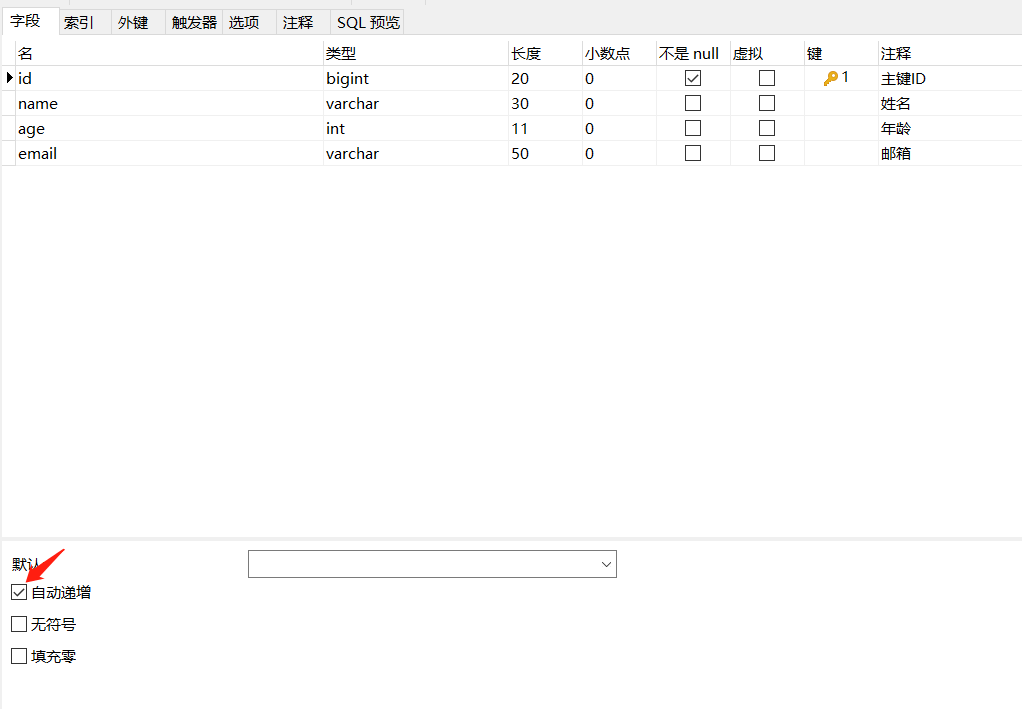 字段 索引 外键 触发器 选项 注释 SQL 预览
名 类型 长度 小数点 不是 null 虚拟 键 注释
id bigint 20 0 1 主键ID
name varchar 30 0 姓名
age int 11 0 年龄
email varchar 50 0 邮箱
默认
自动递增
无符号
填充零